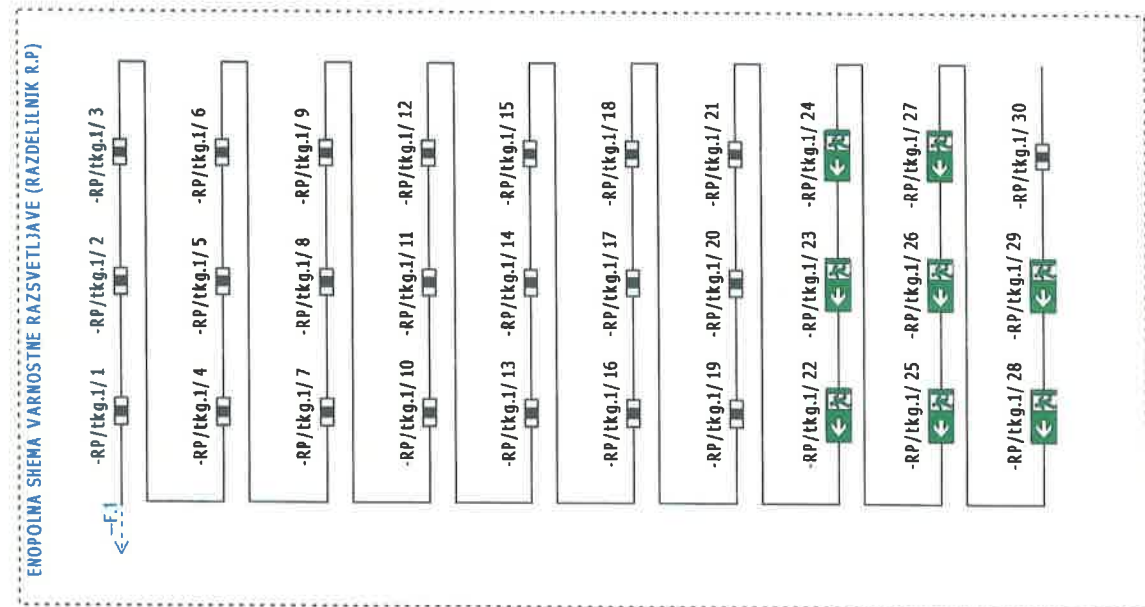 ENOPOLNA SHEMA VARNOSTNE RAZSVETLJAVE (RAZDELILNIK R.P)
F.1
-RP/tkg.1/ 1
-RP/tkg.1/ 2
-RP/tkg.1/ 3
-RP/tkg.1/ 4
-RP/tkg.1/ 5
-RP/tkg.1/ 6
-RP/tkg.1/ 7
-RP/tkg.1/ 8
-RP/tkg.1/ 9
-RP/tkg.1/ 10
-RP/tkg.1/ 11
-RP/tkg.1/ 12
-RP/tkg.1/ 13
-RP/tkg.1/ 14
-RP/tkg.1/ 15
-RP/tkg.1/ 16
-RP/tkg.1/ 17
-RP/tkg.1/ 18
-RP/tkg.1/ 19
-RP/tkg.1/ 20
-RP/tkg.1/ 21
-RP/tkg.1/ 22
-RP/tkg.1/ 23
-RP/tkg.1/ 24
-RP/tkg.1/ 25
-RP/tkg.1/ 26
-RP/tkg.1/ 27
-RP/tkg.1/ 28
-RP/tkg.1/ 29
-RP/tkg.1/ 30